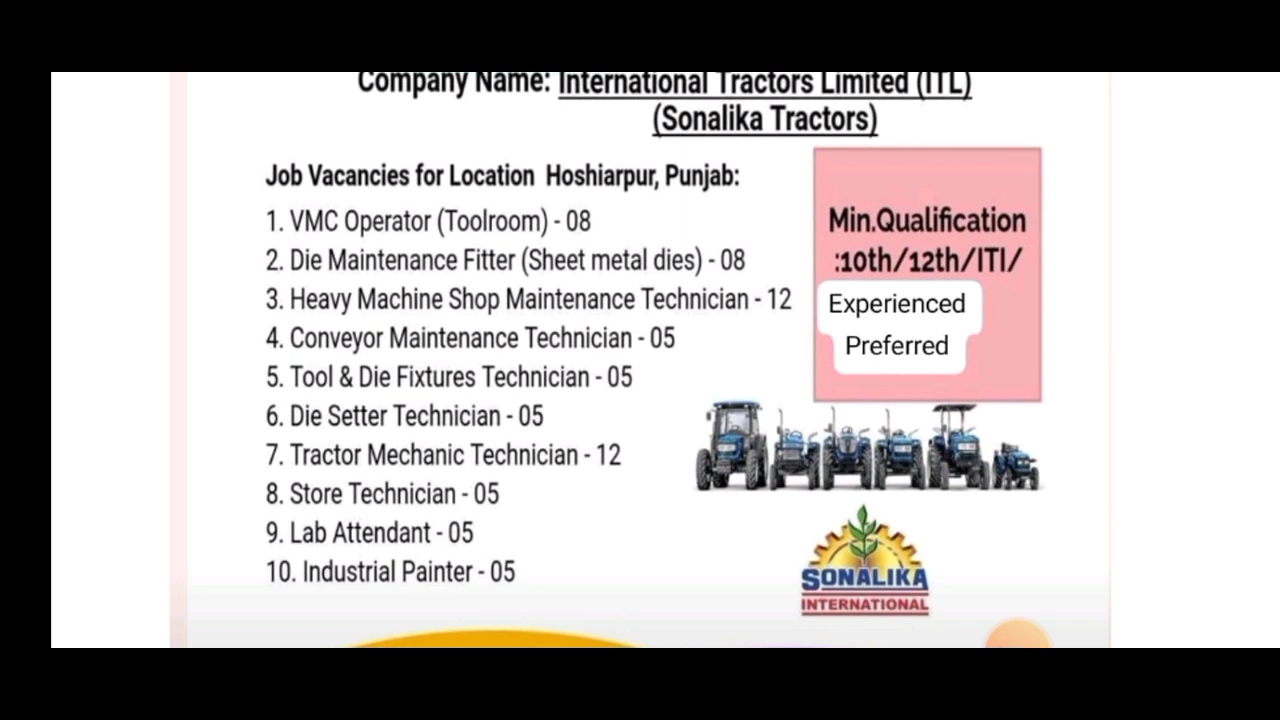 Company Name: International Tractors Limited (ITL)
(Sonalika Tractors)
Job Vacancies for Location Hoshiarpur, Punjab:
1. VMC Operator (Toolroom) - 08
2. Die Maintenance Fitter (Sheet metal dies) - 08
3. Heavy Machine Shop Maintenance Technician - 12
4. Conveyor Maintenance Technician - 05
5. Tool & Die Fixtures Technician - 05
6. Die Setter Technician - 05
7. Tractor Mechanic Technician - 12
8. Store Technician - 05
9. Lab Attendant - 05
10. Industrial Painter - 05
Min.Qualification
:10th/12th/ITI/
Experienced
Preferred
SONALIKA
INTERNATIONAL